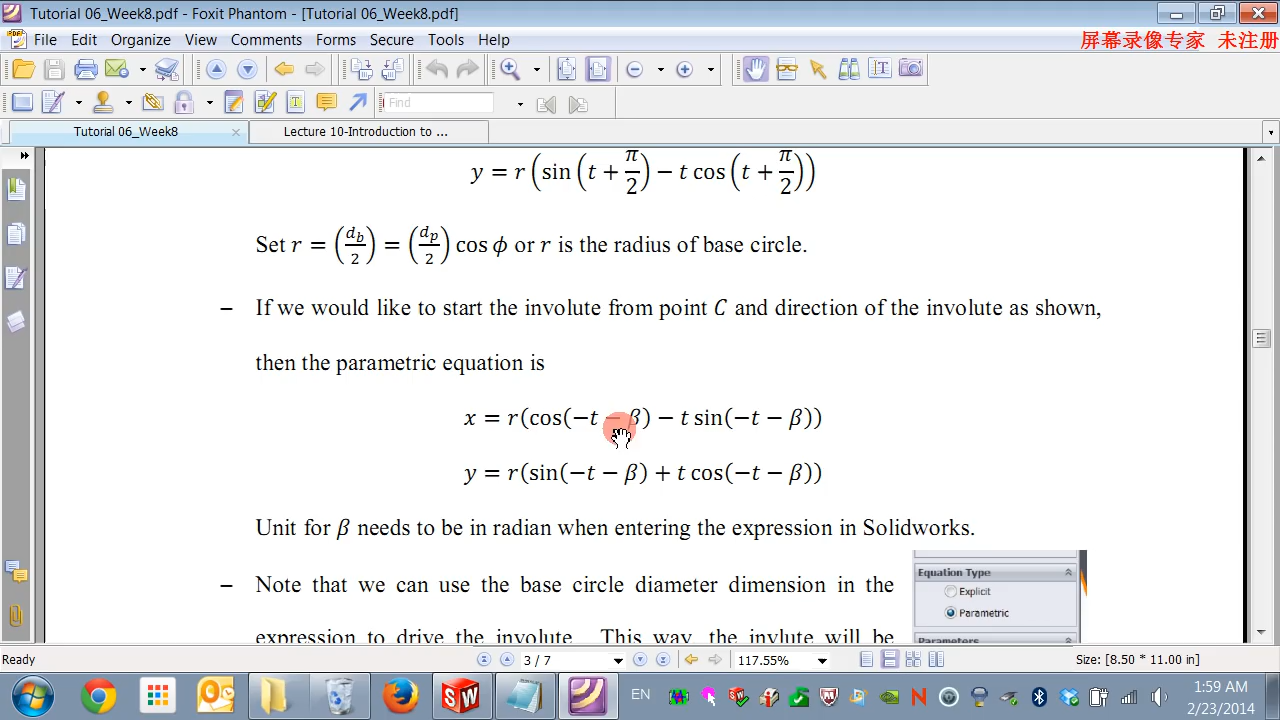 Tutorial 06_Week8.pdf - Foxit Phantom - [Tutorial 06_Week8.pdf]
File Edit Organize View Comments Forms Secure Tools Help
屏幕录像专家 未注册
Find
Tutorial 06_Week8 Lecture 10-Introduction to ...
y = r (sin (t + π/2) − t cos (t + π/2))
Set r = (d_b/2) = (d_p/2) cos ϕ or r is the radius of base circle.
– If we would like to start the involute from point C and direction of the involute as shown,
then the parametric equation is
x = r(cos(−t − β) − t sin(−t − β))
y = r(sin(−t − β) + t cos(−t − β))
Unit for β needs to be in radian when entering the expression in Solidworks.
– Note that we can use the base circle diameter dimension in the
expression to drive the involute. This way, the invlute will be
Equation Type
Explicit
Parametric
Parameters
Ready 3 / 7 117.55% Size: [8.50 * 11.00 in]
EN 1:59 AM
2/23/2014